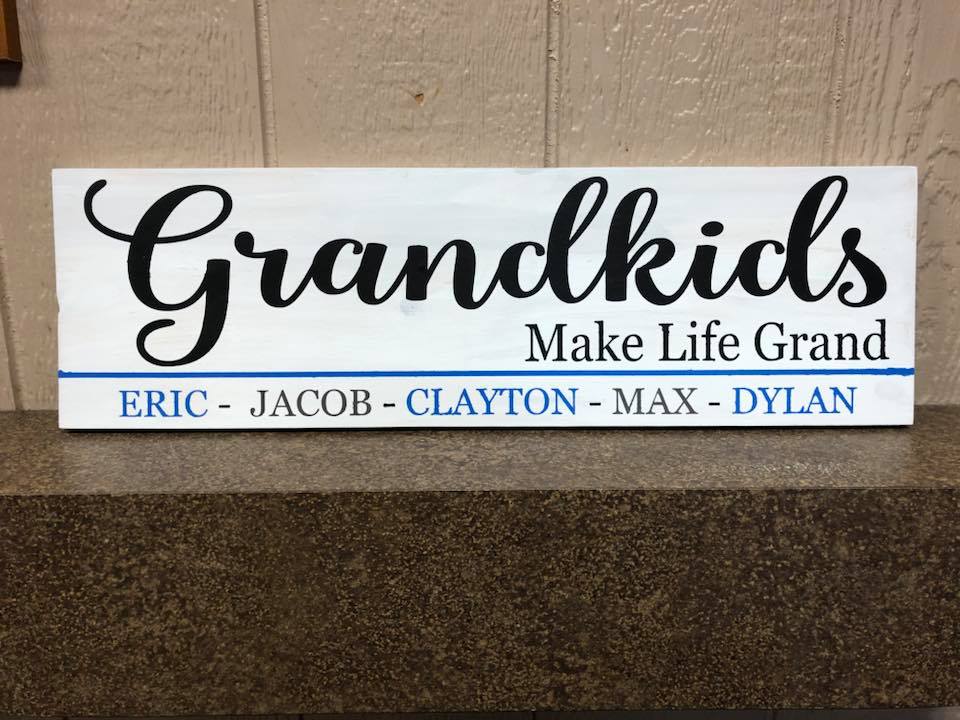 Grandkids
Make Life Grand
ERIC - JACOB - CLAYTON - MAX - DYLAN